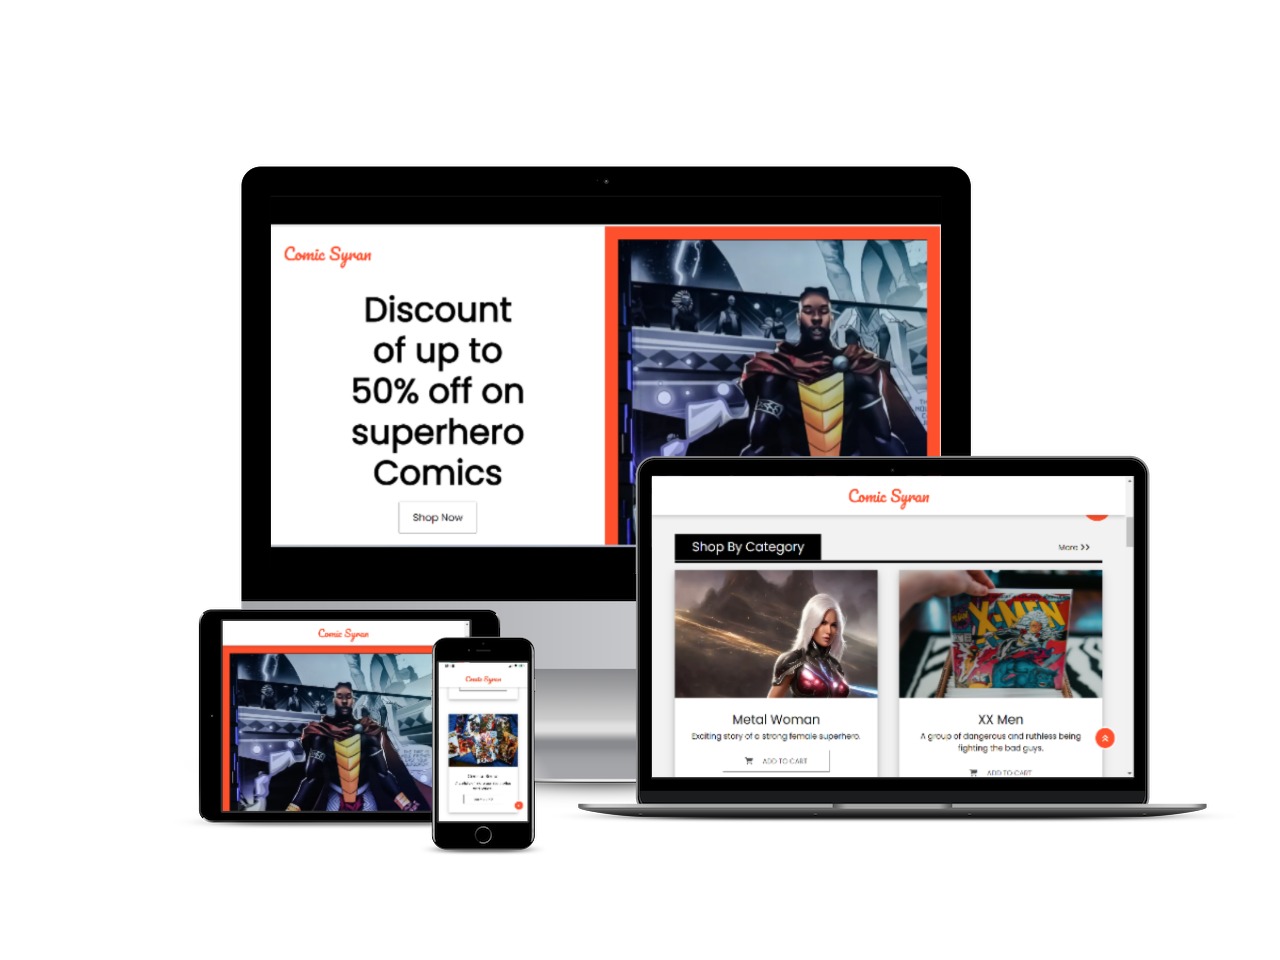 Comic Syran
Discount
of up to
50% off on
superhero
Comics
Shop Now
Comic Syran
Shop By Category
More >>
X-MEN
Metal Woman
Exciting story of a strong female superhero.
ADD TO CART
XX Men
A group of dangerous and ruthless being
fighting the bad guys.
ADD TO CART
Comic Syran
Comic Syran